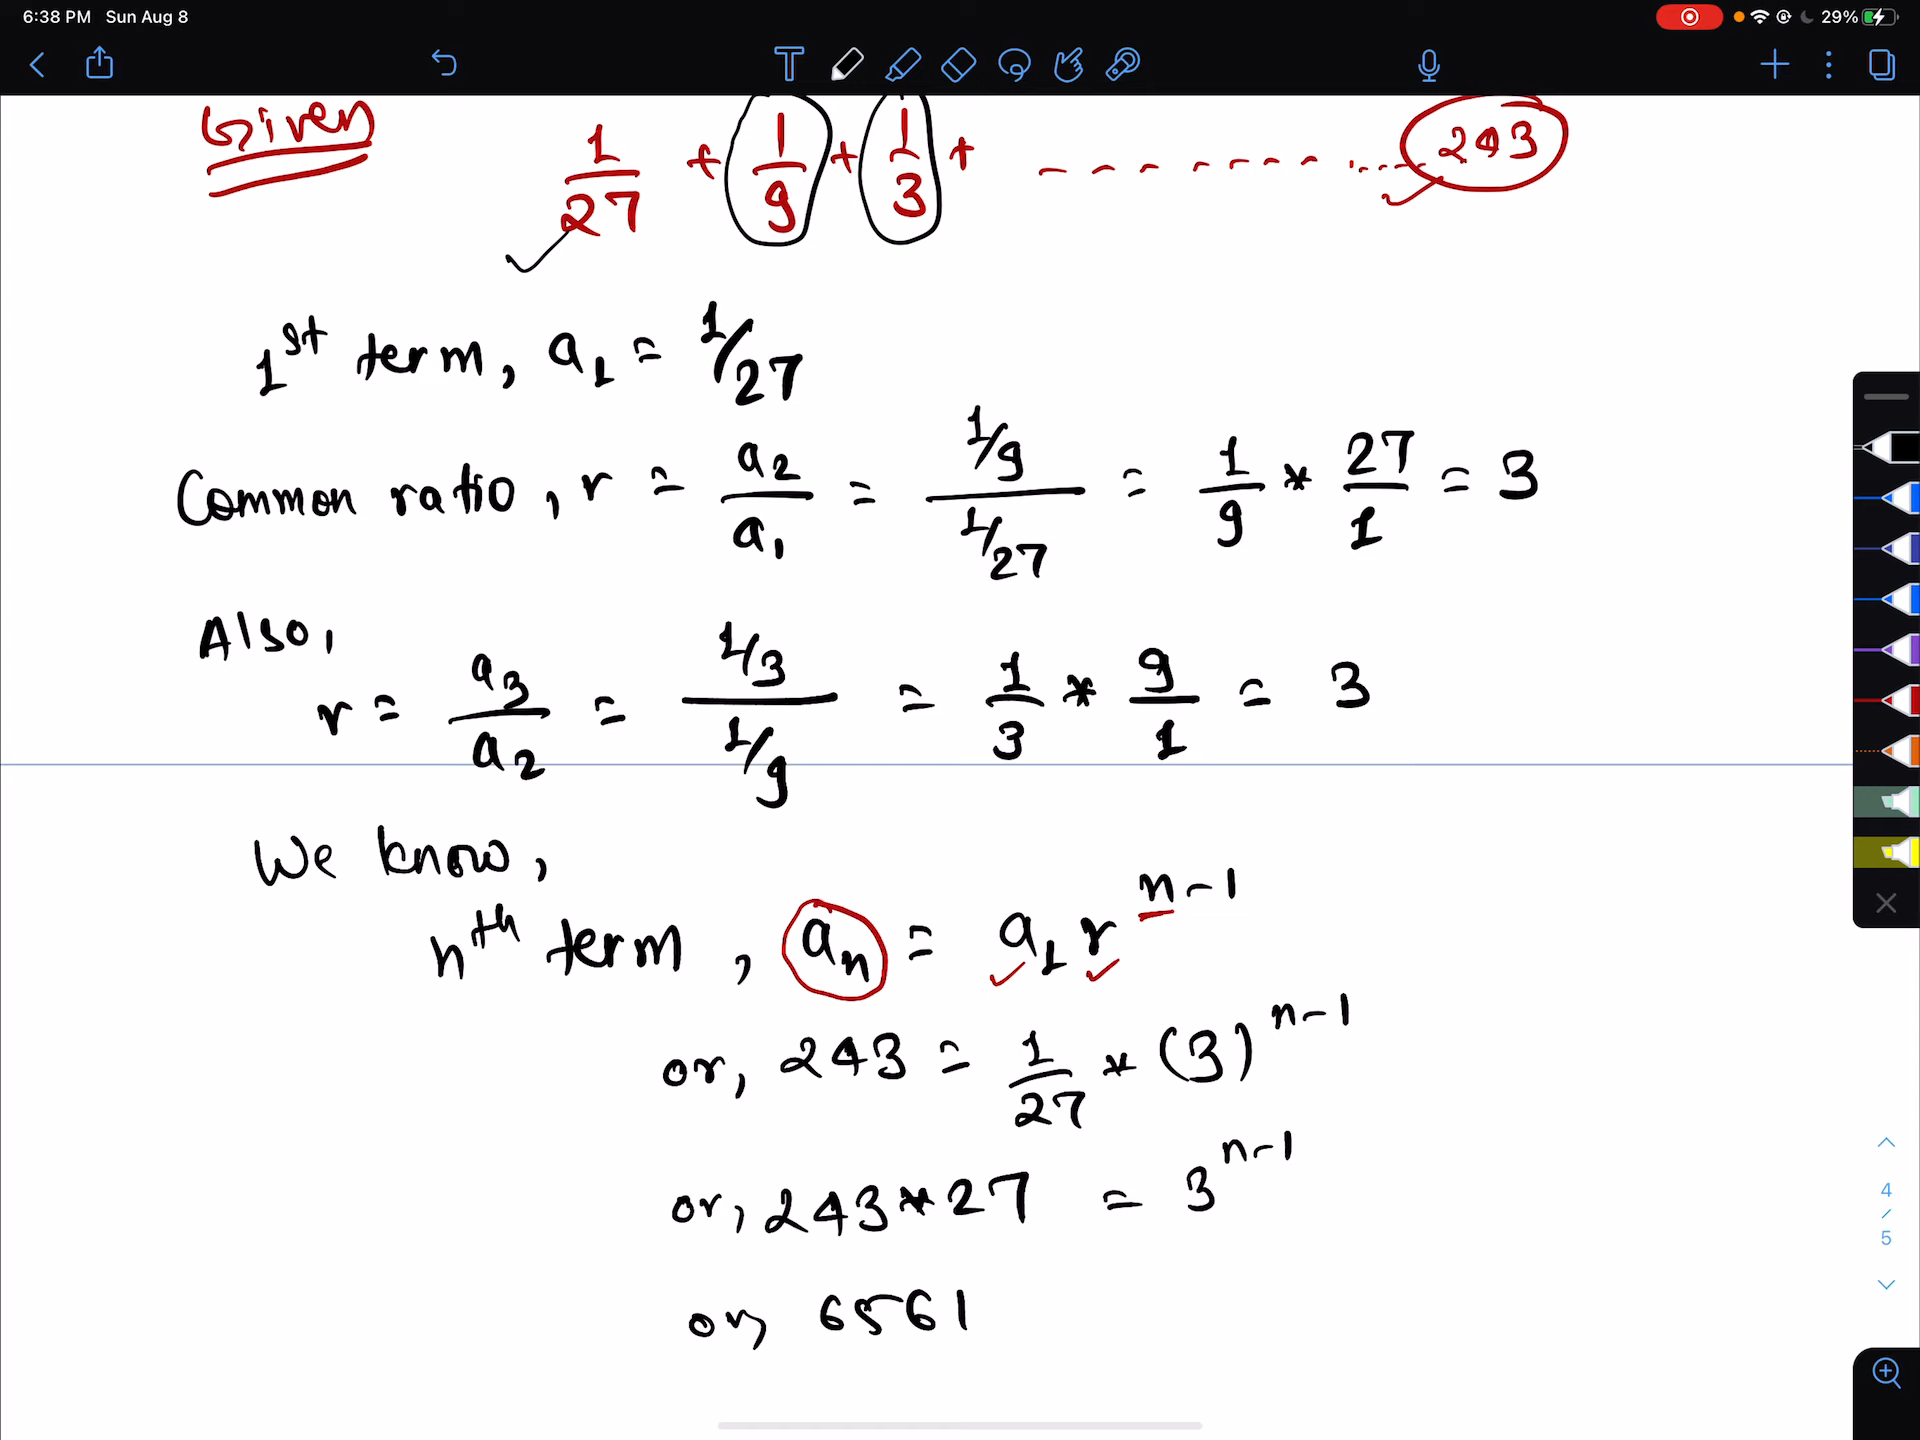 6:38 PM Sun Aug 8 29%
Given
1/27 + 1/9 + 1/3 + - - - - - - - - ..... 243
1st term, a1 = 1/27
Common ratio, r = a2/a1 = (1/9)/(1/27) = 1/9 * 27/1 = 3
Also,
r = a3/a2 = (1/3)/(1/9) = 1/3 * 9/1 = 3
We know,
nth term, an = a1 r^n-1
or, 243 = 1/27 * (3)^n-1
or, 243 * 27 = 3^n-1
or, 6561
4
/
5